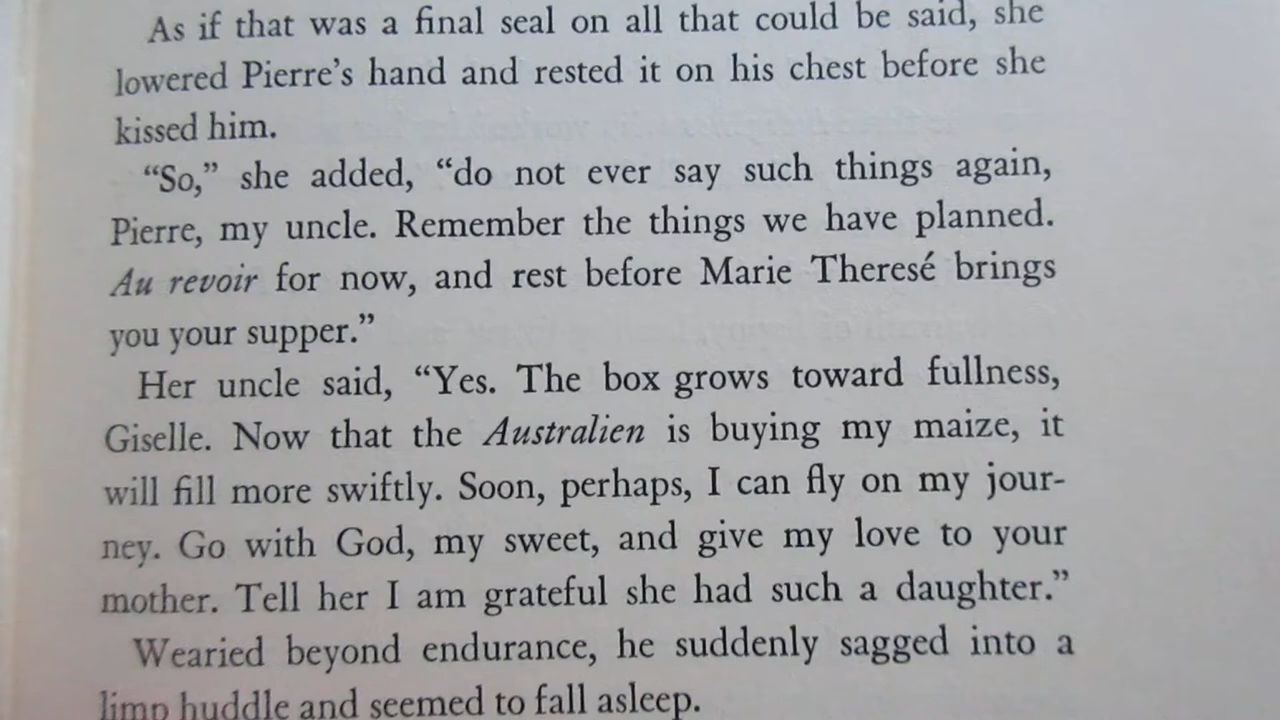 As if that was a final seal on all that could be said, she
lowered Pierre's hand and rested it on his chest before she
kissed him.
“So,” she added, “do not ever say such things again,
Pierre, my uncle. Remember the things we have planned.
Au revoir for now, and rest before Marie Theresé brings
you your supper.”
Her uncle said, “Yes. The box grows toward fullness,
Giselle. Now that the Australien is buying my maize, it
will fill more swiftly. Soon, perhaps, I can fly on my jour-
ney. Go with God, my sweet, and give my love to your
mother. Tell her I am grateful she had such a daughter.”
Wearied beyond endurance, he suddenly sagged into a
limp huddle and seemed to fall asleep.